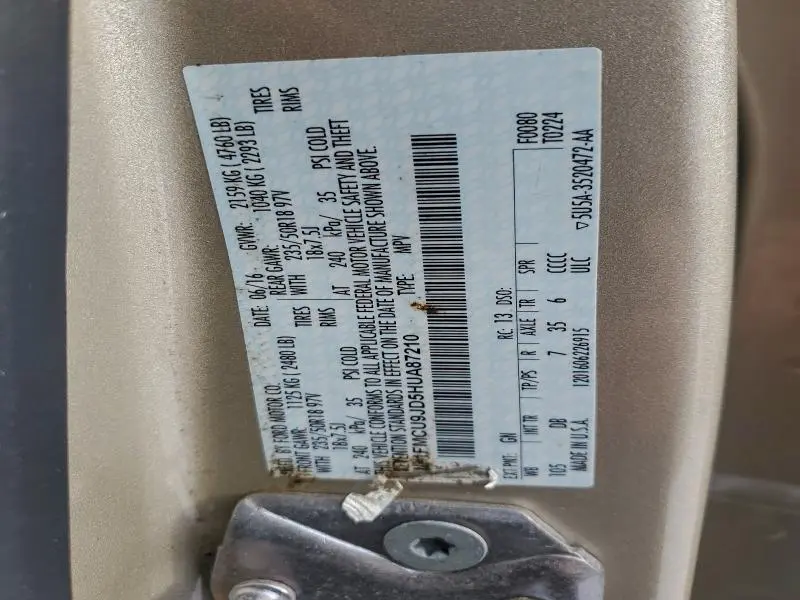 BY FORD MOTOR CO. DATE: 06/16 GVWR: 2159 KG ( 4760 LB)
FRONT GAWR: 1125 KG ( 2480 LB) REAR GAWR: 1040 KG ( 2293 LB)
WITH 235/50R18 97V TIRES WITH 235/50R18 97V TIRES
18x7.5J RIMS 18x7.5J RIMS
AT 240 kPa/ 35 PSI COLD AT 240 kPa/ 35 PSI COLD
VEHICLE CONFORMS TO ALL APPLICABLE FEDERAL MOTOR VEHICLE SAFETY AND THEFT
STANDARDS IN EFFECT ON THE DATE OF MANUFACTURE SHOWN ABOVE.
FMCU9JD5HUA87210 TYPE: MPV
EXT PNT: GN RC: 13 DSO: F0080
WB INT TR TP/PS R AXLE TR SPR T0224
105 DB 7 35 6 CCCC
MADE IN U.S.A. 1201606226915 ULC
▽5U5A-3520472-AA